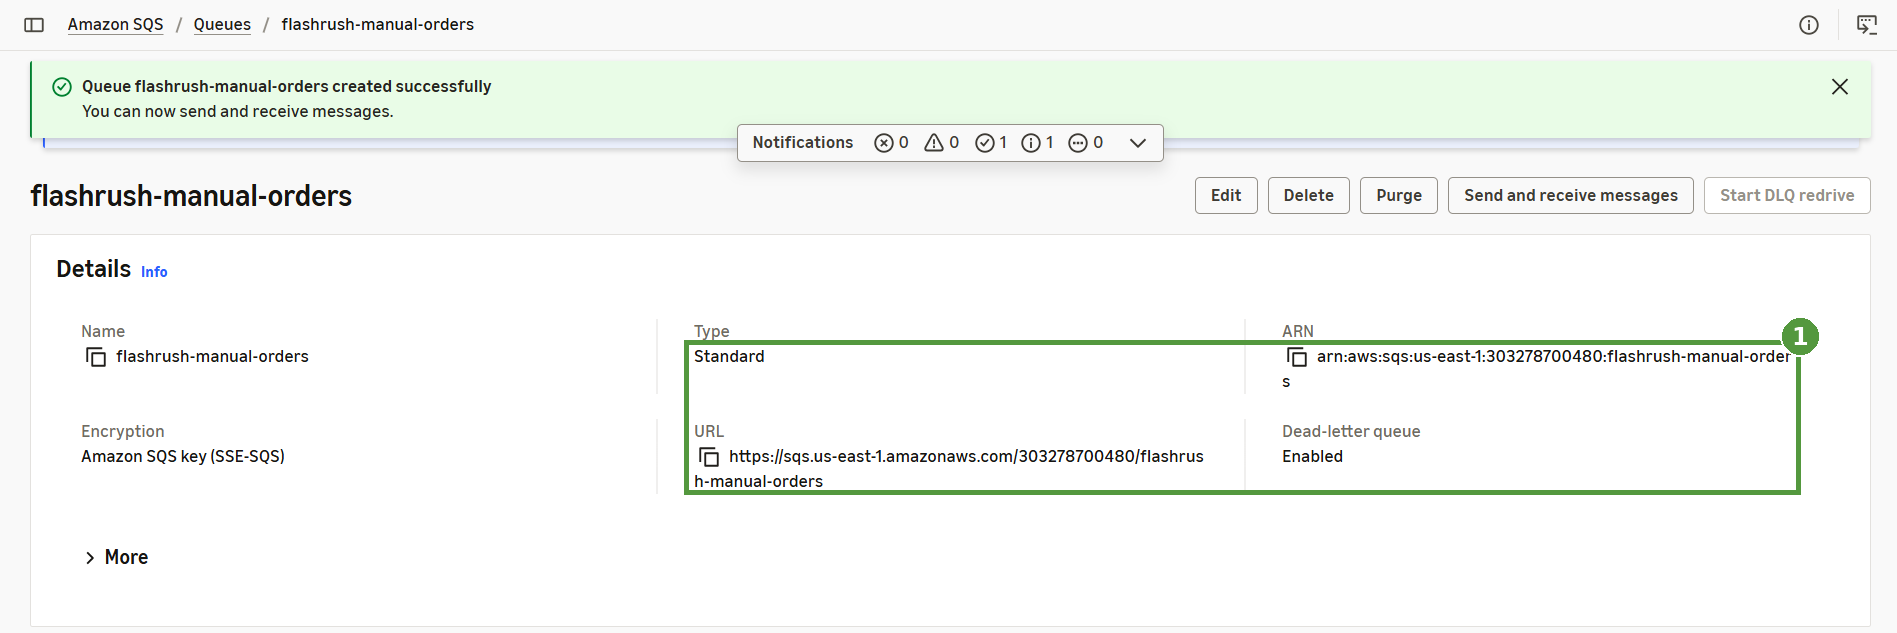 Amazon SQS / Queues / flashrush-manual-orders
Queue flashrush-manual-orders created successfully
You can now send and receive messages.
Notifications 0 0 1 1 0
flashrush-manual-orders
Edit Delete Purge Send and receive messages Start DLQ redrive
Details Info
Name
flashrush-manual-orders
Type
Standard
ARN
arn:aws:sqs:us-east-1:303278700480:flashrush-manual-order
s
1
Encryption
Amazon SQS key (SSE-SQS)
URL
https://sqs.us-east-1.amazonaws.com/303278700480/flashrus
h-manual-orders
Dead-letter queue
Enabled
More